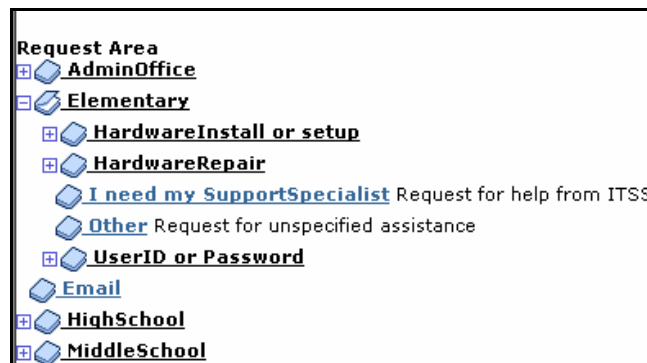 Request Area
AdminOffice
Elementary
HardwareInstall or setup
HardwareRepair
I need my SupportSpecialist Request for help from ITSS
Other Request for unspecified assistance
UserID or Password
Email
HighSchool
MiddleSchool